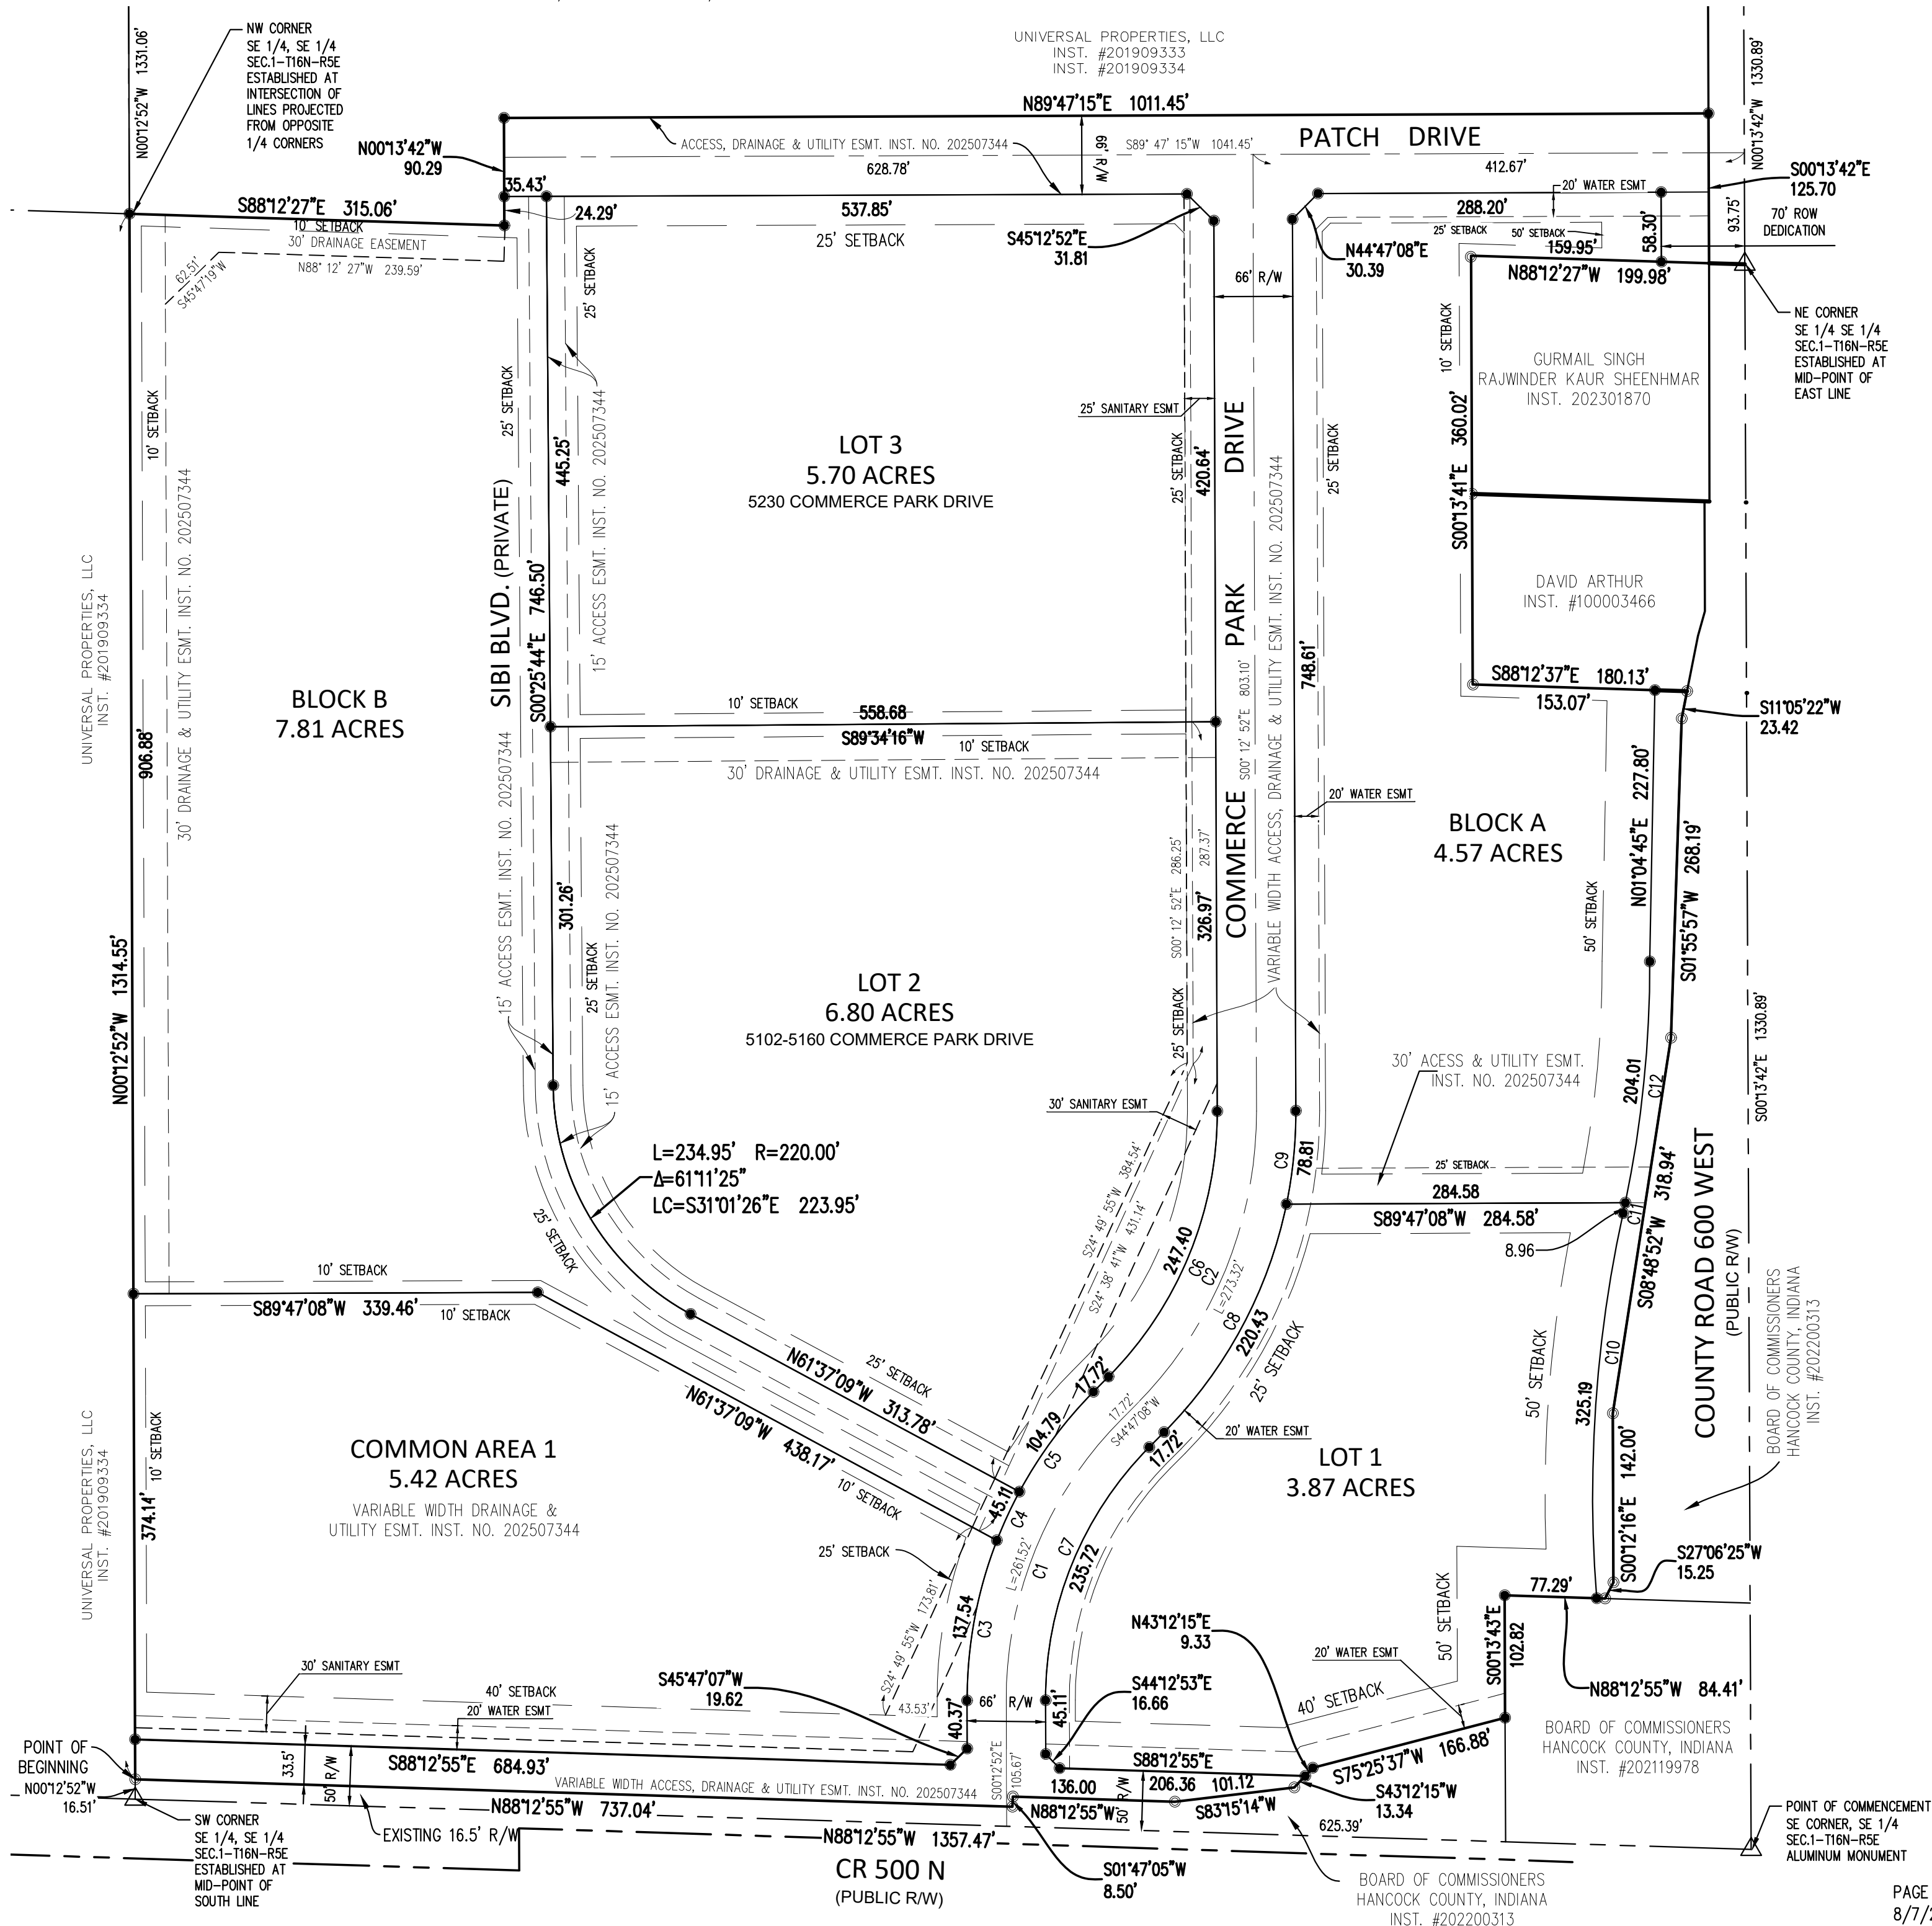 NW CORNER
SE 1/4, SE 1/4
SEC.1-T16N-R5E
ESTABLISHED AT
INTERSECTION OF
LINES PROJECTED
FROM OPPOSITE
1/4 CORNERS
N00°12'52"W 1331.06'
UNIVERSAL PROPERTIES, LLC
INST. #201909333
INST. #201909334
N00°13'42"W 1330.89'
N89°47'15"E 1011.45'
N00°13'42"W
90.29
ACCESS, DRAINAGE & UTILITY ESMT. INST. NO. 202507344
66' R/W
S89° 47' 15"W 1041.45'
PATCH DRIVE
628.78'
412.67'
S00°13'42"E
125.70
35.43'
24.29'
537.85'
20' WATER ESMT
288.20'
93.75'
70' ROW
DEDICATION
S88°12'27"E 315.06'
10' SETBACK
30' DRAINAGE EASEMENT
N88° 12' 27"W 239.59'
62.51'
S45°47'19"W
25' SETBACK
S45°12'52"E
31.81
66' R/W
N44°47'08"E
30.39
25' SETBACK
50' SETBACK
159.95'
58.30'
N88°12'27"W 199.98'
NE CORNER
SE 1/4 SE 1/4
SEC.1-T16N-R5E
ESTABLISHED AT
MID-POINT OF
EAST LINE
GURMAIL SINGH
RAJWINDER KAUR SHEENHMAR
INST. 202301870
10' SETBACK
S00°13'41"E 360.02'
10' SETBACK
30' DRAINAGE & UTILITY ESMT. INST. NO. 202507344
25' SETBACK
25' SETBACK
15' ACCESS ESMT. INST. NO. 202507344
445.25'
LOT 3
5.70 ACRES
5230 COMMERCE PARK DRIVE
25' SANITARY ESMT
25' SETBACK
420.64'
COMMERCE PARK DRIVE
S00° 12' 52"E 803.10'
VARIABLE WIDTH ACCESS, DRAINAGE & UTILITY ESMT. INST. NO. 202507344
748.61'
25' SETBACK
DAVID ARTHUR
INST. #100003466
S88°12'37"E 180.13'
153.07'
S11°05'22"W
23.42
UNIVERSAL PROPERTIES, LLC
INST. #201909334
906.88'
BLOCK B
7.81 ACRES
SIBI BLVD. (PRIVATE)
S00°25'44"E 746.50'
10' SETBACK
558.68
S89°34'16"W
10' SETBACK
30' DRAINAGE & UTILITY ESMT. INST. NO. 202507344
20' WATER ESMT
BLOCK A
4.57 ACRES
50' SETBACK
N01°04'45"E 227.80'
S01°55'57"W 268.19'
15' ACCESS ESMT. INST. NO. 202507344
301.26'
25' SETBACK
15' ACCESS ESMT. INST. NO. 202507344
S00° 12' 52"E 286.25'
287.37'
326.97'
LOT 2
6.80 ACRES
5102-5160 COMMERCE PARK DRIVE
25' SETBACK
N00°12'52"W 1314.55'
S00°13'42"E 1330.89'
30' ACESS & UTILITY ESMT.
INST. NO. 202507344
204.01
C12
30' SANITARY ESMT
L=234.95' R=220.00'
Δ=61°11'25"
LC=S31°01'26"E 223.95'
25' SETBACK
S24° 49' 55"W 384.54'
S24° 38' 41"W 431.14'
247.40
C6
C2
L=273.32'
C9
78.81
25' SETBACK
284.58
S89°47'08"W 284.58'
8.96
C11
S08°48'52"W 318.94'
COUNTY ROAD 600 WEST
(PUBLIC R/W)
BOARD OF COMMISSIONERS
HANCOCK COUNTY, INDIANA
INST. #202200313
10' SETBACK
S89°47'08"W 339.46'
10' SETBACK
C8
220.43
25' SETBACK
N61°37'09"W 313.78'
25' SETBACK
N61°37'09"W 438.17'
10' SETBACK
17.72'
104.79
C5
17.72'
S44°47'08"W
17.72'
20' WATER ESMT
LOT 1
3.87 ACRES
50' SETBACK
325.19
C10
S00°12'16"E 142.00'
UNIVERSAL PROPERTIES, LLC
INST. #201909334
374.14'
10' SETBACK
COMMON AREA 1
5.42 ACRES
VARIABLE WIDTH DRAINAGE &
UTILITY ESMT. INST. NO. 202507344
45.11
C4
25' SETBACK
L=261.52'
C1
C7
235.72
137.54
C3
S24° 49' 55"W 173.81'
50' SETBACK
77.29'
S27°06'25"W
15.25
S00°13'43"E
102.82
N88°12'55"W 84.41'
N43°12'15"E
9.33
20' WATER ESMT
S44°12'53"E
16.66
40' SETBACK
30' SANITARY ESMT
40' SETBACK
20' WATER ESMT
S45°47'07"W
19.62
43.53'
40.37'
66' R/W
45.11'
BOARD OF COMMISSIONERS
HANCOCK COUNTY, INDIANA
INST. #202119978
POINT OF
BEGINNING
N00°12'52"W
16.51'
33.5'
50' R/W
S88°12'55"E 684.93'
VARIABLE WIDTH ACCESS, DRAINAGE & UTILITY ESMT. INST. NO. 202507344
S00°12'52"E
105.67'
S88°12'55"E
136.00
206.36
101.12
S75°25'37"W 166.88'
N88°12'55"W
50' R/W
S83°15'14"W
S43°12'15"W
13.34
N88°12'55"W 737.04'
EXISTING 16.5' R/W
SW CORNER
SE 1/4, SE 1/4
SEC.1-T16N-R5E
ESTABLISHED AT
MID-POINT OF
SOUTH LINE
N88°12'55"W 1357.47'
625.39'
POINT OF COMMENCEMENT
SE CORNER, SE 1/4
SEC.1-T16N-R5E
ALUMINUM MONUMENT
CR 500 N
(PUBLIC R/W)
S01°47'05"W
8.50'
BOARD OF COMMISSIONERS
HANCOCK COUNTY, INDIANA
INST. #202200313
PAGE
8/7/